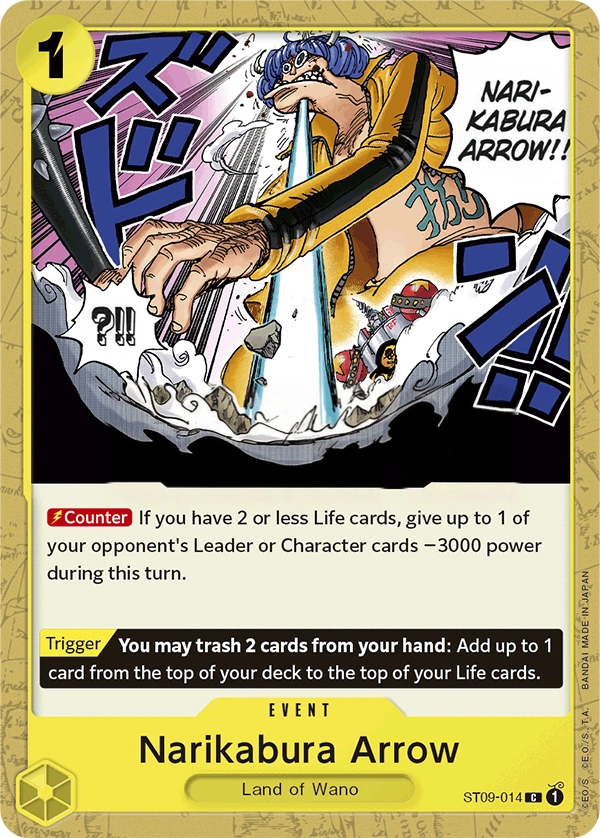 1
ズドン!!
NARI-
KABURA
ARROW!!
?!!
Counter If you have 2 or less Life cards, give up to 1 of
your opponent's Leader or Character cards −3000 power
during this turn.
Trigger You may trash 2 cards from your hand: Add up to 1
card from the top of your deck to the top of your Life cards.
EVENT
Narikabura Arrow
Land of Wano
ST09-014 C 1
©E.O./S. ©E.O./S., T.A. BANDAI MADE IN JAPAN